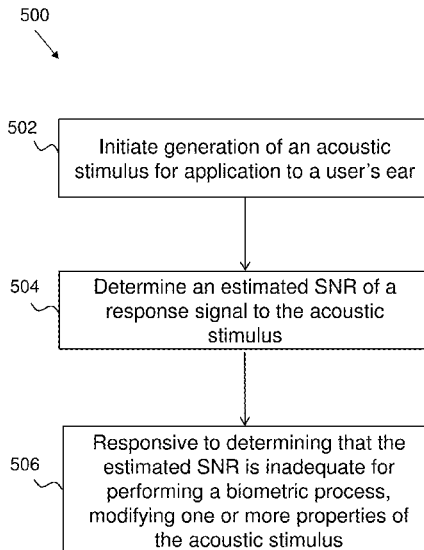 500
502
Initiate generation of an acoustic
stimulus for application to a user's ear
504
Determine an estimated SNR of a
response signal to the acoustic
stimulus
506
Responsive to determining that the
estimated SNR is inadequate for
performing a biometric process,
modifying one or more properties of
the acoustic stimulus